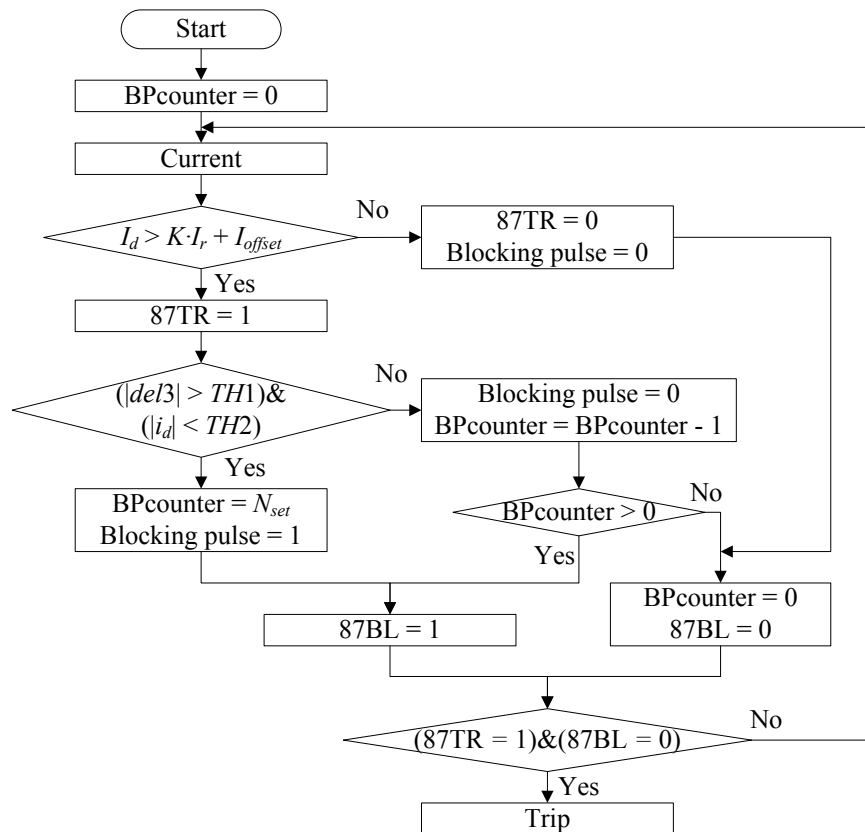 Start
BPcounter = 0
Current
I_d > K·I_r + I_offset
No
87TR = 0
Blocking pulse = 0
Yes
87TR = 1
(|del3| > TH1)&
(|i_d| < TH2)
No
Blocking pulse = 0
BPcounter = BPcounter - 1
Yes
BPcounter = N_set
Blocking pulse = 1
BPcounter > 0
No
Yes
BPcounter = 0
87BL = 0
87BL = 1
(87TR = 1)&(87BL = 0)
No
Yes
Trip